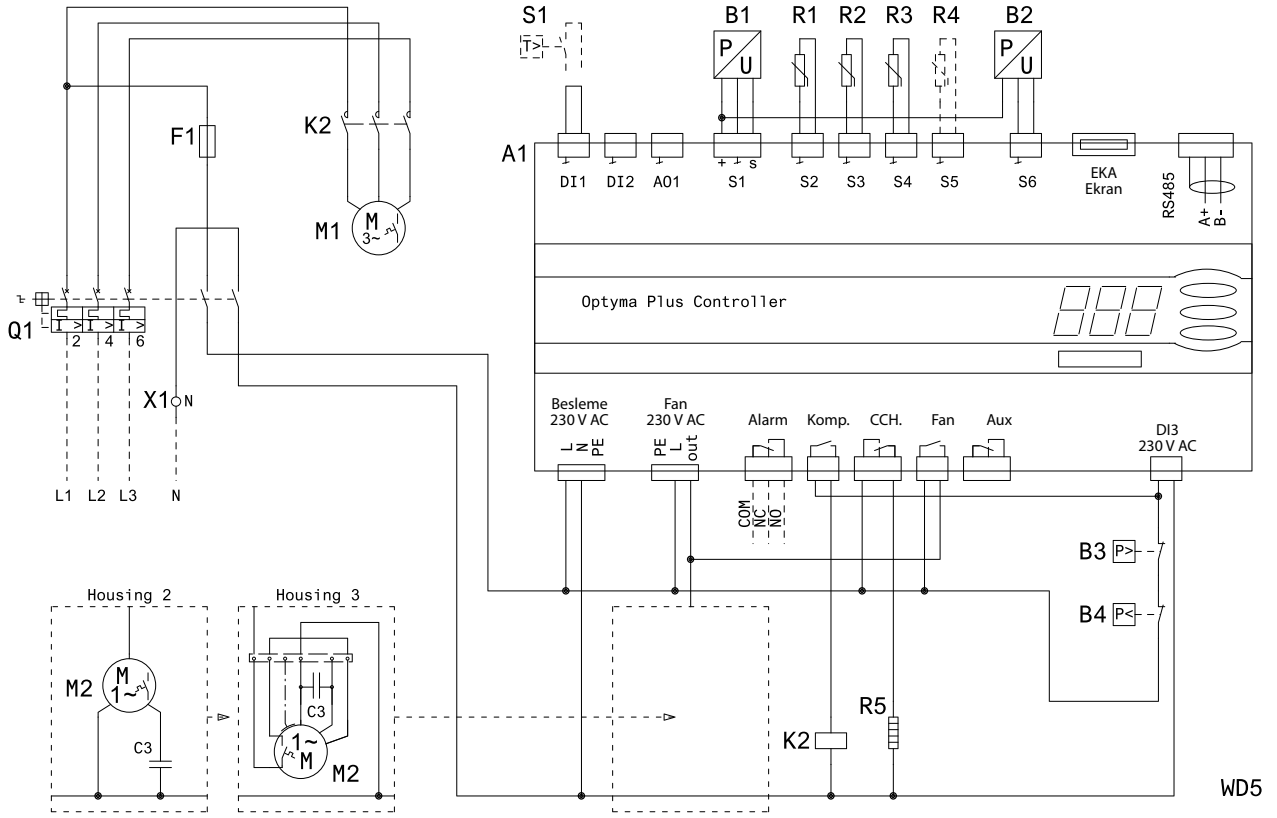 S1 B1 R1 R2 R3 R4 B2
T> P U P U
F1 K2 A1
+ s
DI1 DI2 AO1 S1 S2 S3 S4 S5 S6 EKA Ekran RS485 A+ B-
M1 M 3~
Optyma Plus Controller
Q1 I > I > I >
2 4 6
X1 N
Besleme 230 V AC Fan 230 V AC Alarm Komp. CCH. Fan Aux DI3 230 V AC
L N PE PE L out
L1 L2 L3 N
COM NC NO
B3 P>
B4 P<
Housing 2 Housing 3
M2 M 1~
C3
C3
1~ M M2
K2 R5
WD5